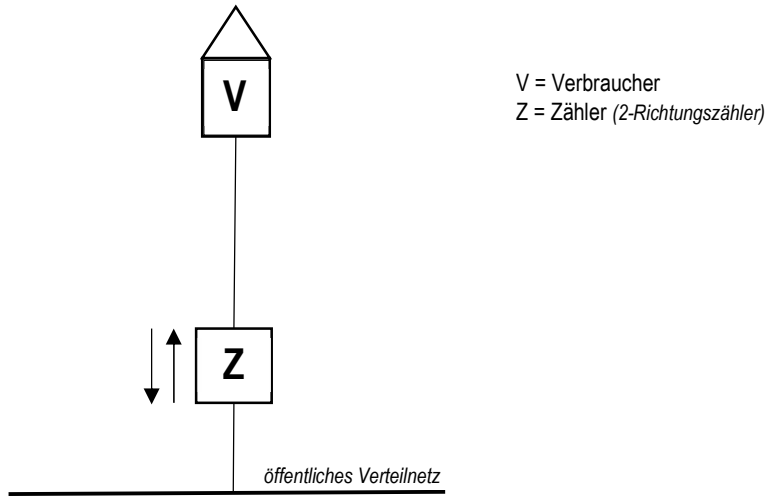 V
V = Verbraucher
Z = Zähler (2-Richtungszähler)
Z
öffentliches Verteilnetz